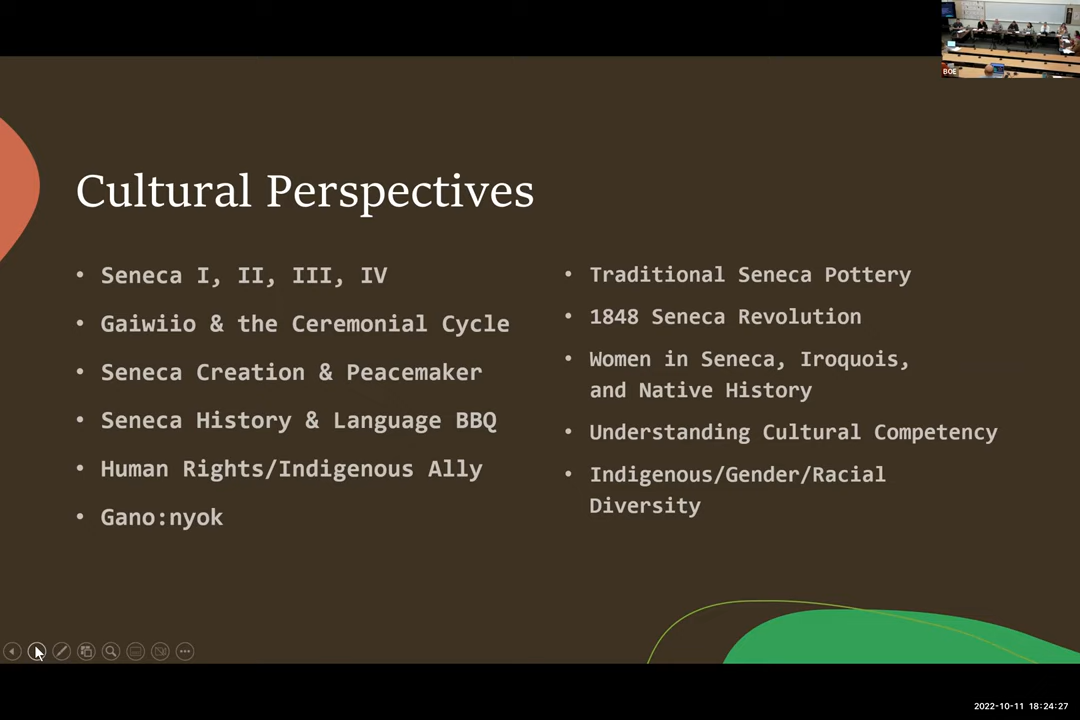 BOE
Cultural Perspectives
• Seneca I, II, III, IV
• Gaiwiio & the Ceremonial Cycle
• Seneca Creation & Peacemaker
• Seneca History & Language BBQ
• Human Rights/Indigenous Ally
• Gano:nyok
• Traditional Seneca Pottery
• 1848 Seneca Revolution
• Women in Seneca, Iroquois,
and Native History
• Understanding Cultural Competency
• Indigenous/Gender/Racial
Diversity
2022-10-11 18:24:27